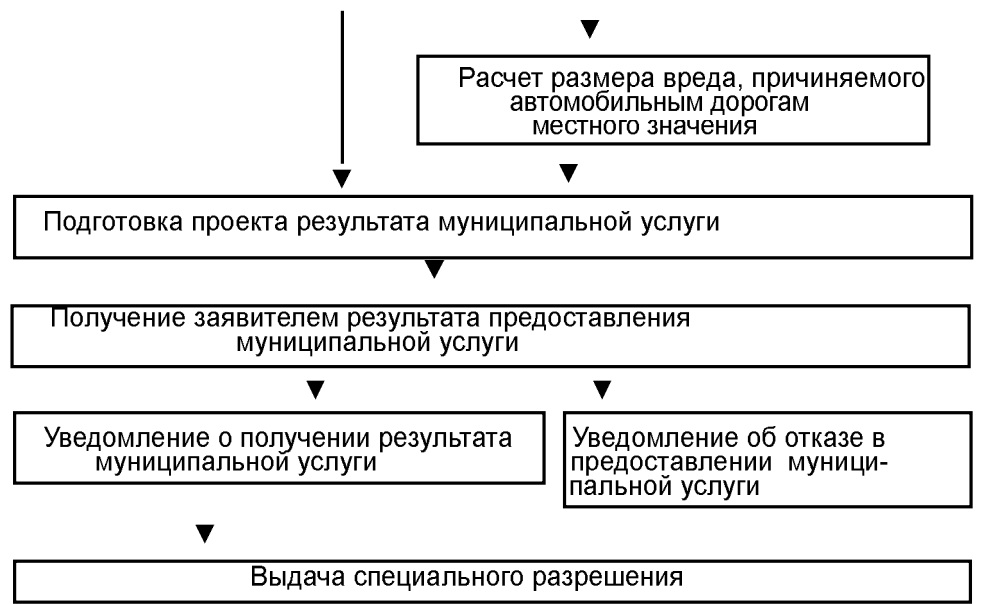 Расчет размера вреда, причиняемого
автомобильным дорогам
местного значения
Подготовка проекта результата муниципальной услуги
Получение заявителем результата предоставления
муниципальной услуги
Уведомление о получении результата
муниципальной услуги
Уведомление об отказе в
предоставлении муници-
пальной услуги
Выдача специального разрешения